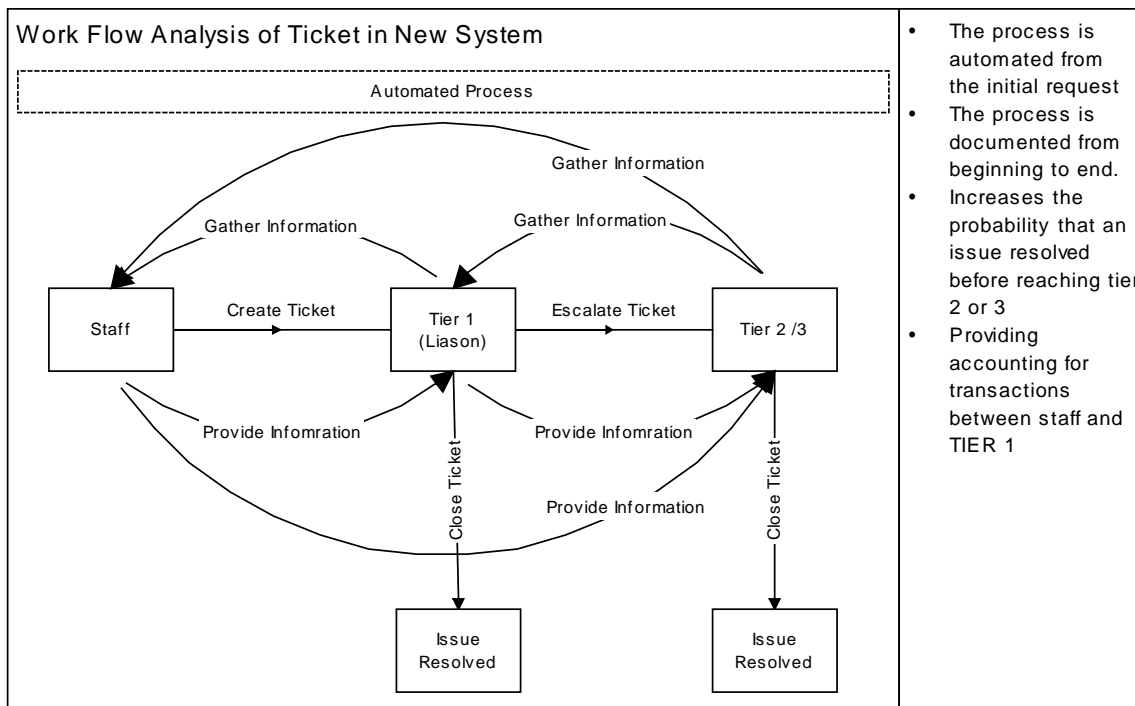 Work Flow Analysis of Ticket in New System
Automated Process
Gather Information
Gather Information
Gather Information
Staff
Create Ticket
Tier 1
(Liason)
Escalate Ticket
Tier 2 /3
Provide Infomration
Provide Infomration
Provide Information
Close Ticket
Close Ticket
Issue
Resolved
Issue
Resolved
• The process is
automated from
the initial request
• The process is
documented from
beginning to end.
• Increases the
probability that an
issue resolved
before reaching tier
2 or 3
• Providing
accounting for
transactions
between staff and
TIER 1